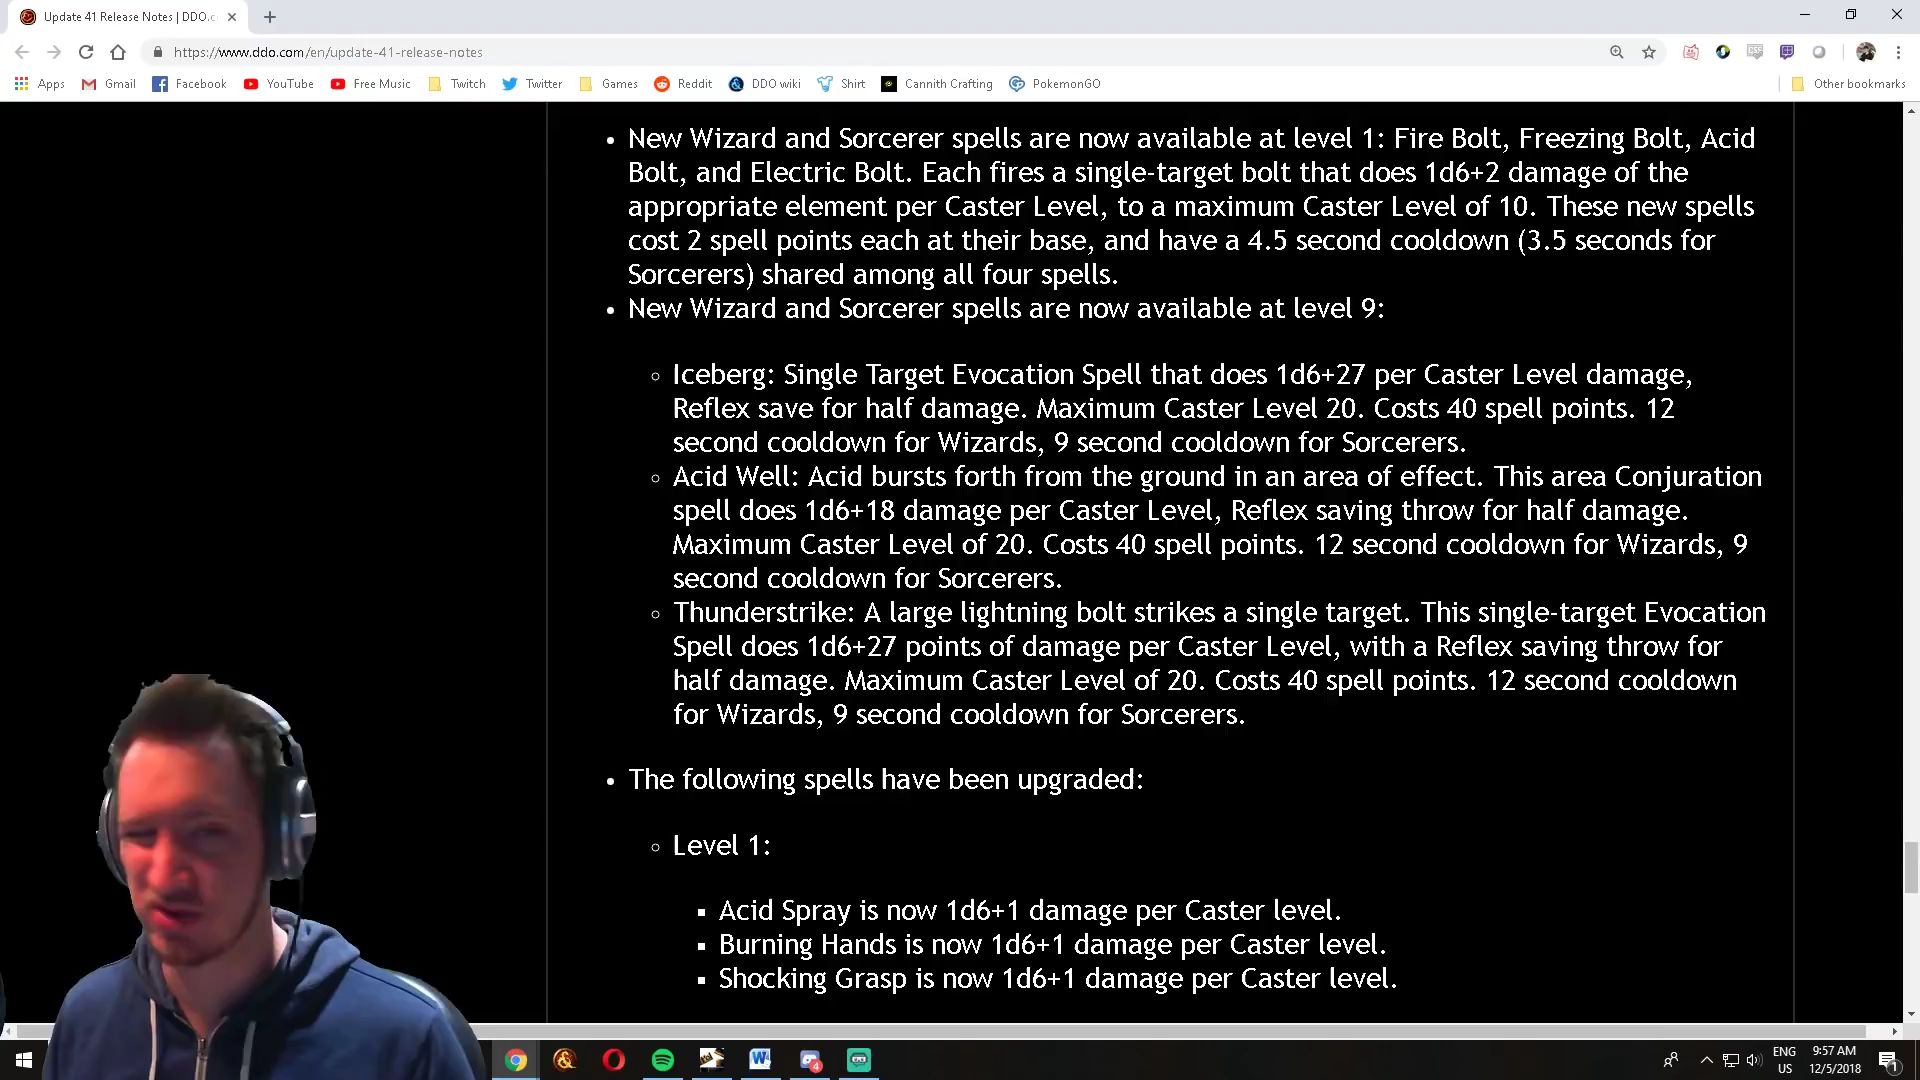 Update 41 Release Notes | DDO.c
https://www.ddo.com/en/update-41-release-notes
Apps Gmail Facebook YouTube Free Music Twitch Twitter Games Reddit DDO wiki Shirt Cannith Crafting PokemonGO Other bookmarks
• New Wizard and Sorcerer spells are now available at level 1: Fire Bolt, Freezing Bolt, Acid
Bolt, and Electric Bolt. Each fires a single-target bolt that does 1d6+2 damage of the
appropriate element per Caster Level, to a maximum Caster Level of 10. These new spells
cost 2 spell points each at their base, and have a 4.5 second cooldown (3.5 seconds for
Sorcerers) shared among all four spells.
• New Wizard and Sorcerer spells are now available at level 9:
◦ Iceberg: Single Target Evocation Spell that does 1d6+27 per Caster Level damage,
Reflex save for half damage. Maximum Caster Level 20. Costs 40 spell points. 12
second cooldown for Wizards, 9 second cooldown for Sorcerers.
◦ Acid Well: Acid bursts forth from the ground in an area of effect. This area Conjuration
spell does 1d6+18 damage per Caster Level, Reflex saving throw for half damage.
Maximum Caster Level of 20. Costs 40 spell points. 12 second cooldown for Wizards, 9
second cooldown for Sorcerers.
◦ Thunderstrike: A large lightning bolt strikes a single target. This single-target Evocation
Spell does 1d6+27 points of damage per Caster Level, with a Reflex saving throw for
half damage. Maximum Caster Level of 20. Costs 40 spell points. 12 second cooldown
for Wizards, 9 second cooldown for Sorcerers.
• The following spells have been upgraded:
◦ Level 1:
▪ Acid Spray is now 1d6+1 damage per Caster level.
▪ Burning Hands is now 1d6+1 damage per Caster level.
▪ Shocking Grasp is now 1d6+1 damage per Caster level.
ENG 9:57 AM
US 12/5/2018
4
1